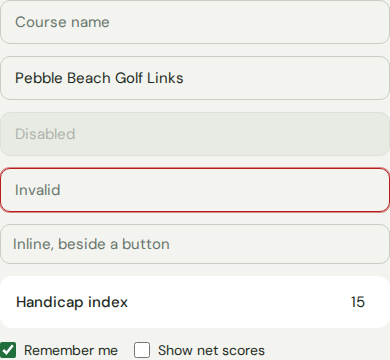 Course name
Pebble Beach Golf Links
Disabled
Invalid
Inline, beside a button
Handicap index 15
Remember me Show net scores